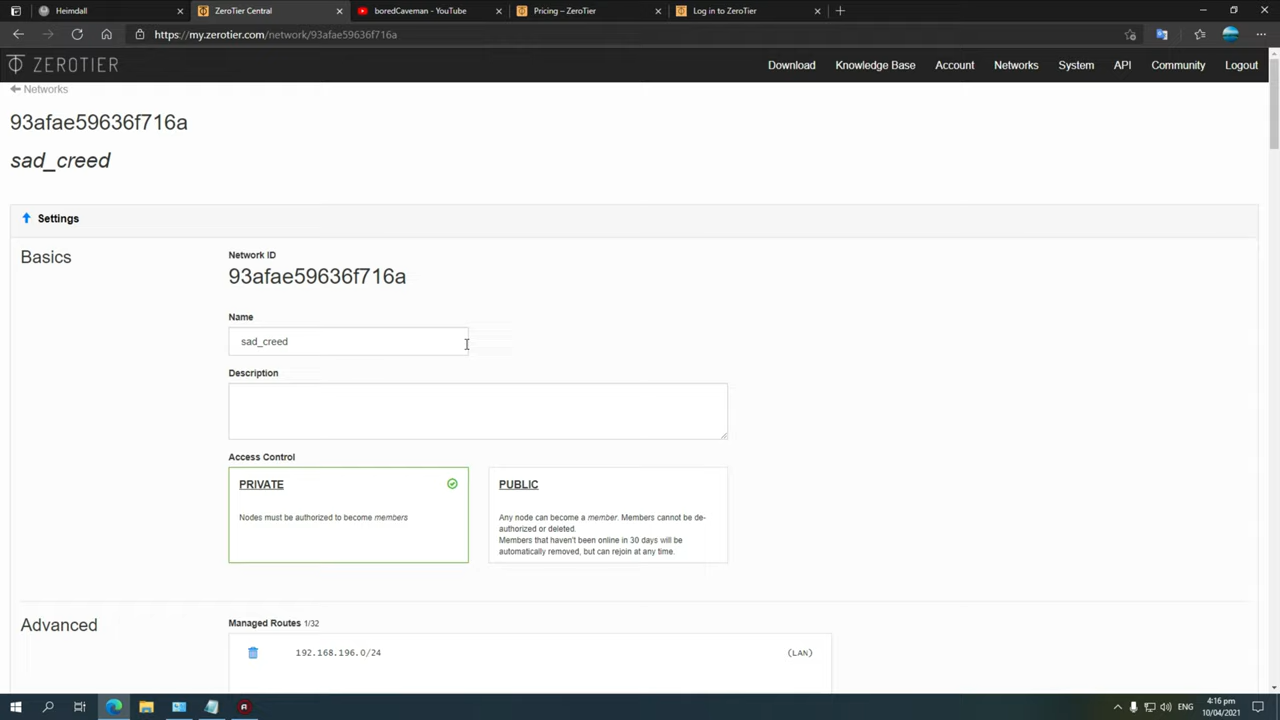 Heimdall
ZeroTier Central
boredCaveman - YouTube
Pricing – ZeroTier
Log in to ZeroTier
https://my.zerotier.com/network/93afae59636f716a
ZEROTIER
Download
Knowledge Base
Account
Networks
System
API
Community
Logout
Networks
93afae59636f716a
sad_creed
Settings
Basics
Network ID
93afae59636f716a
Name
sad_creed
Description
Access Control
PRIVATE
Nodes must be authorized to become members
PUBLIC
Any node can become a member. Members cannot be de-
authorized or deleted.
Members that haven't been online in 30 days will be
automatically removed, but can rejoin at any time.
Advanced
Managed Routes 1/32
192.168.196.0/24
(LAN)
ENG
4:16 pm
10/04/2021